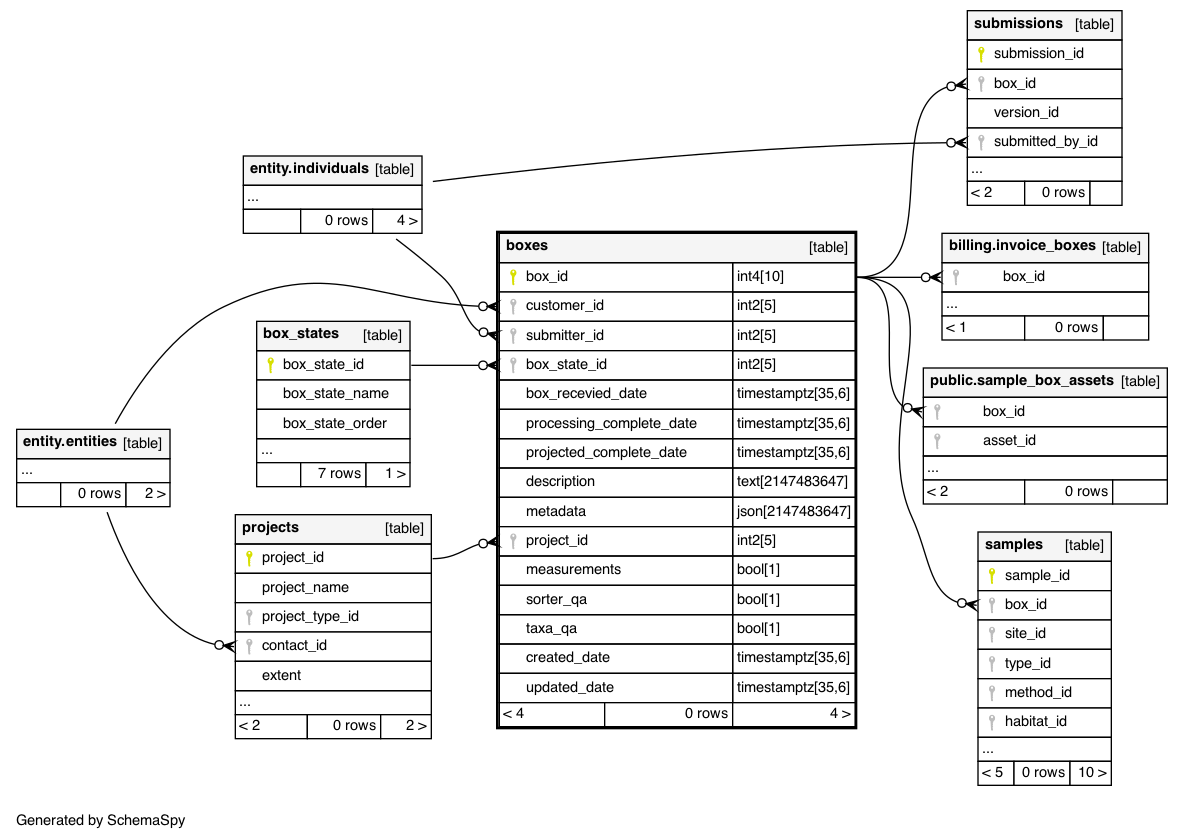 submissions [table]
submission_id
box_id
version_id
submitted_by_id
...
< 2 0 rows
entity.individuals [table]
...
0 rows 4 >
boxes [table]
box_id int4[10]
customer_id int2[5]
submitter_id int2[5]
box_state_id int2[5]
box_recevied_date timestamptz[35,6]
processing_complete_date timestamptz[35,6]
projected_complete_date timestamptz[35,6]
description text[2147483647]
metadata json[2147483647]
project_id int2[5]
measurements bool[1]
sorter_qa bool[1]
taxa_qa bool[1]
created_date timestamptz[35,6]
updated_date timestamptz[35,6]
< 4 0 rows 4 >
billing.invoice_boxes [table]
box_id
...
< 1 0 rows
box_states [table]
box_state_id
box_state_name
box_state_order
...
7 rows 1 >
public.sample_box_assets [table]
box_id
asset_id
...
< 2 0 rows
entity.entities [table]
...
0 rows 2 >
projects [table]
project_id
project_name
project_type_id
contact_id
extent
...
< 2 0 rows 2 >
samples [table]
sample_id
box_id
site_id
type_id
method_id
habitat_id
...
< 5 0 rows 10 >
Generated by SchemaSpy